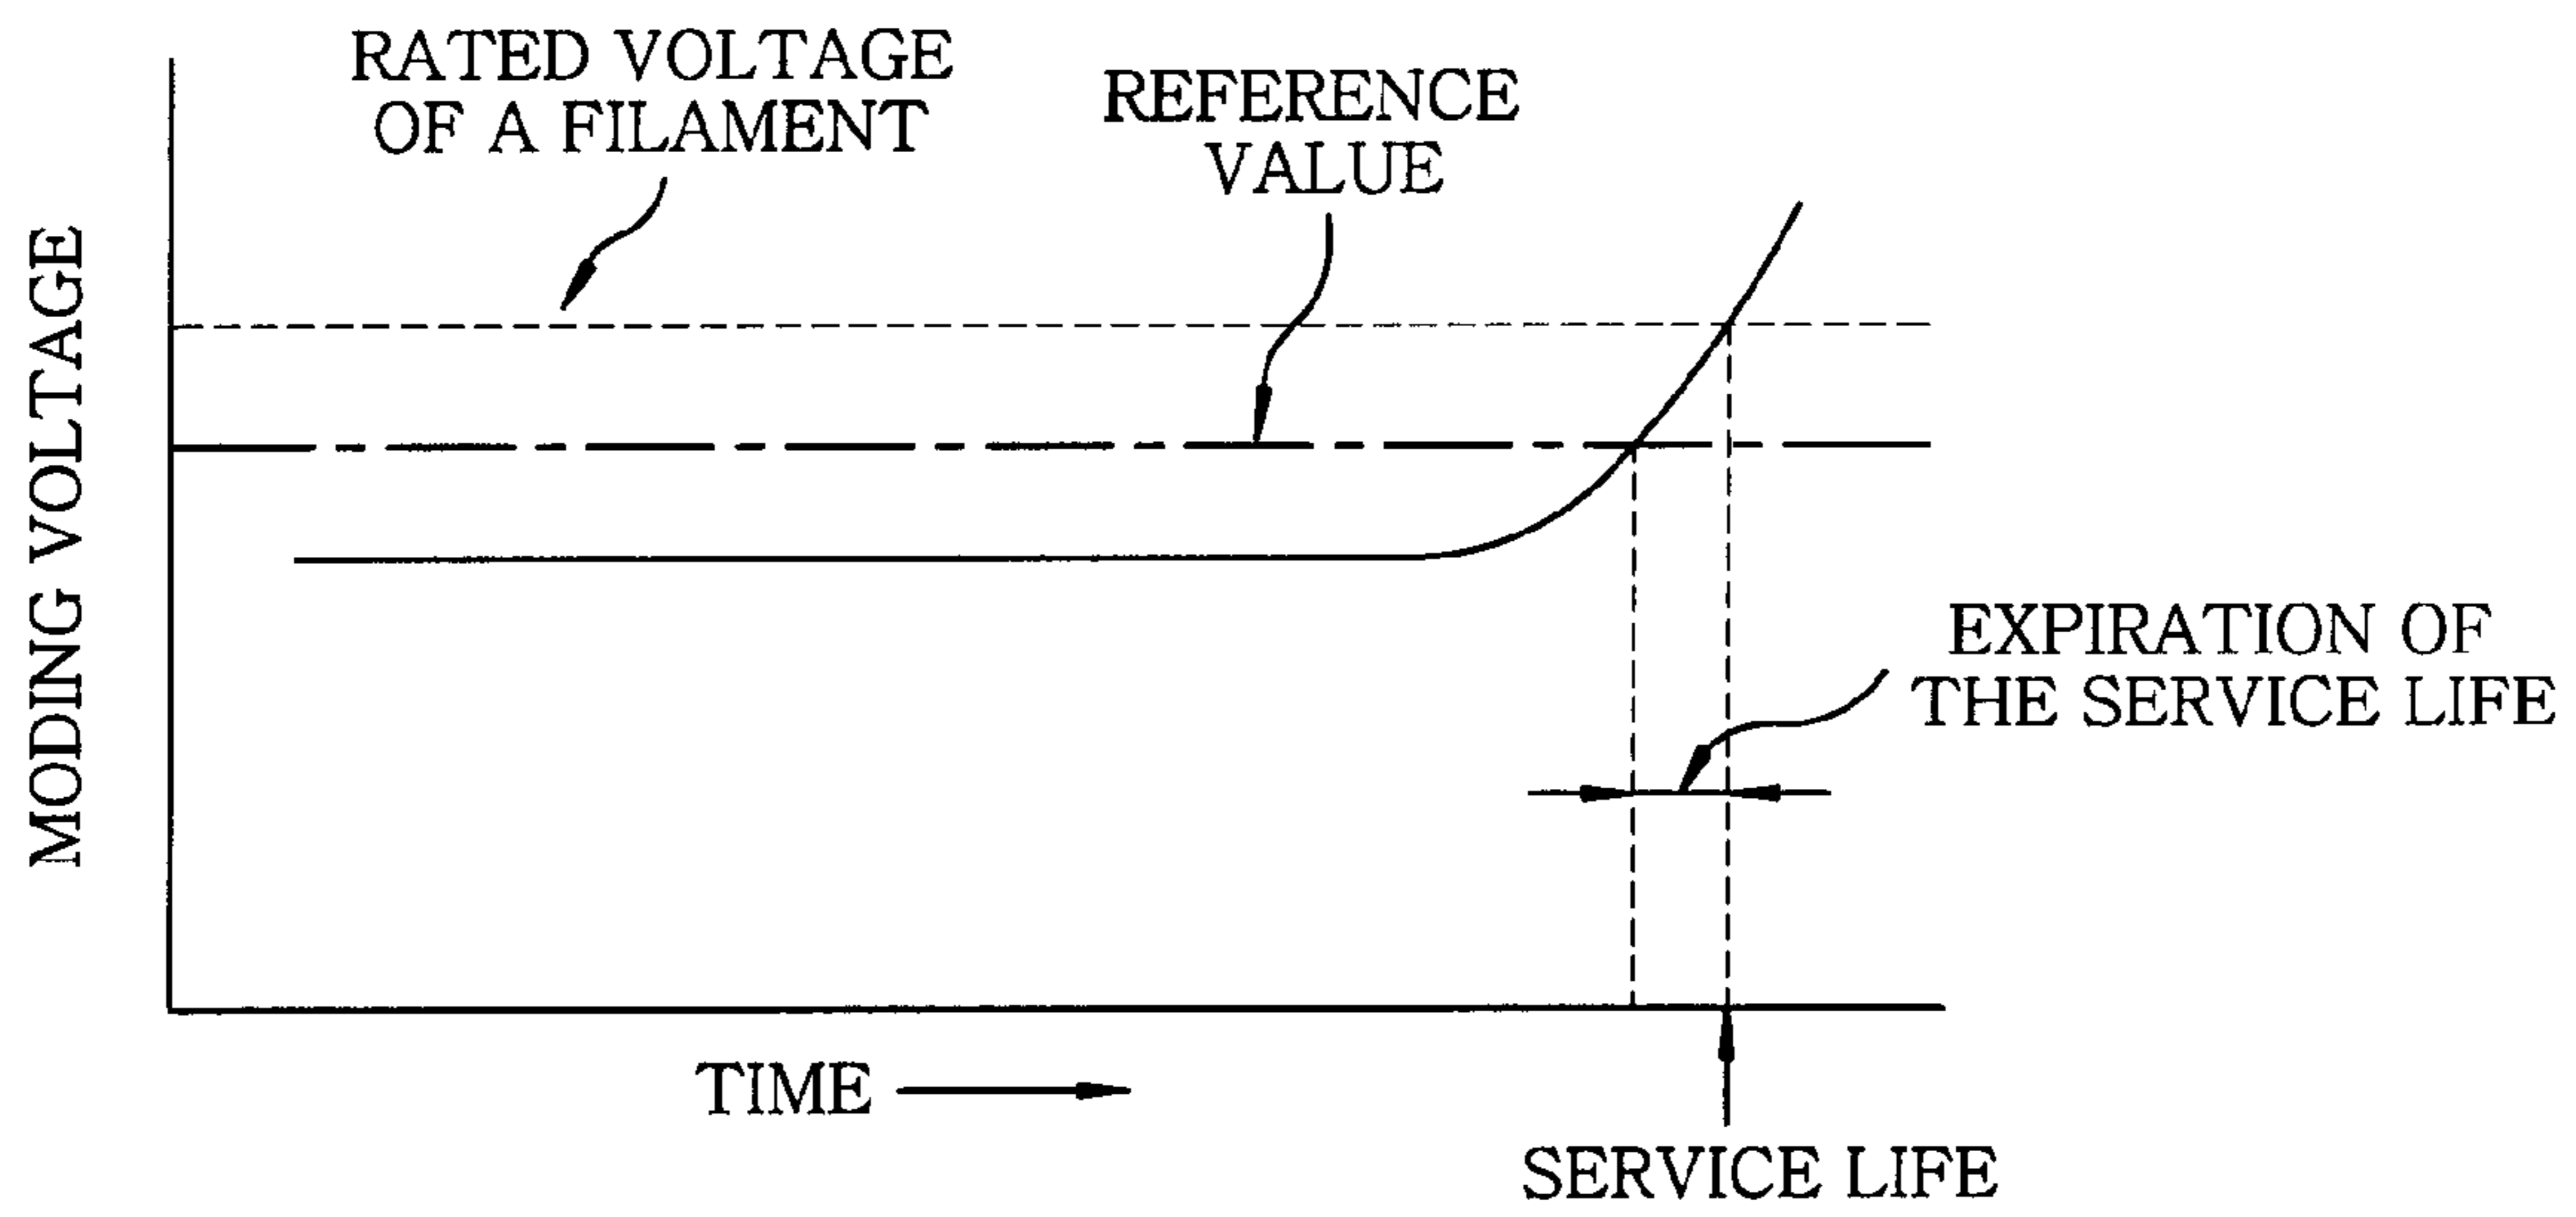 RATED VOLTAGE
OF A FILAMENT
REFERENCE
VALUE
MODING VOLTAGE
EXPIRATION OF
THE SERVICE LIFE
TIME
SERVICE LIFE